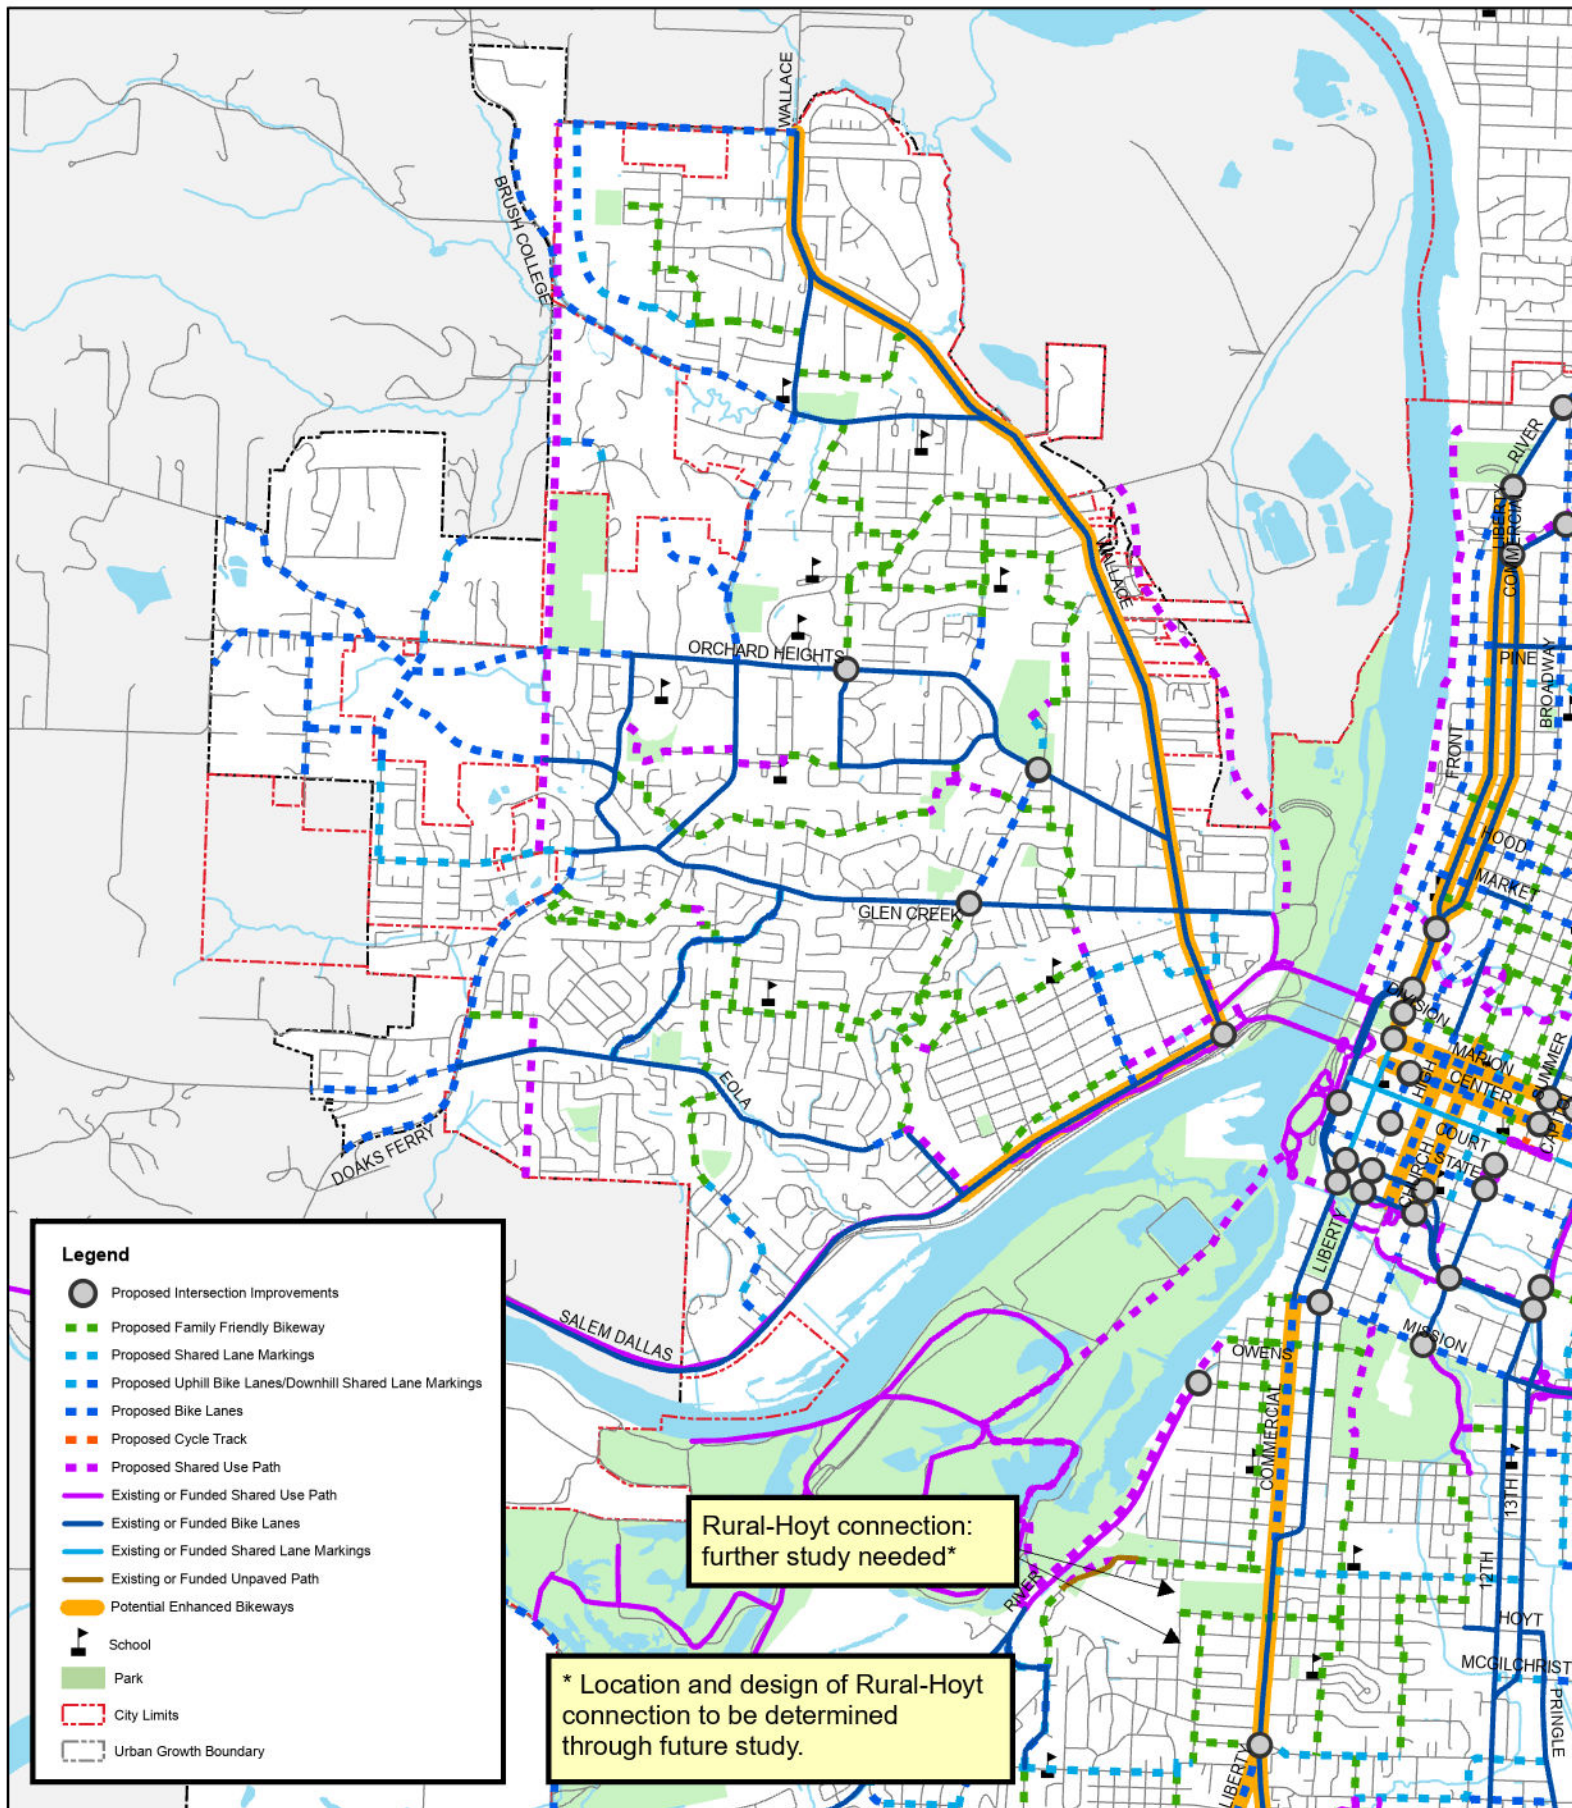 WALLACE
BRUSH COLLEGE
RIVER
LIBERTY
COMMERCIAL
WALLACE
ORCHARD HEIGHTS
PINE
BROADWAY
FRONT
HOOD
MARKET
GLEN CREEK
DIVISION
MARION
CENTER
SUMMER
HIGH
EOLA
COURT
STATE
CHURCH
DOAKS FERRY
LIBERTY
SALEM DALLAS
MISSION
OWENS
COMMERCIAL
13TH
12TH
HOYT
MCGILCHRIST
PRINGLE
RIVER
LIBERTY
Legend
Proposed Intersection Improvements
Proposed Family Friendly Bikeway
Proposed Shared Lane Markings
Proposed Uphill Bike Lanes/Downhill Shared Lane Markings
Proposed Bike Lanes
Proposed Cycle Track
Proposed Shared Use Path
Existing or Funded Shared Use Path
Existing or Funded Bike Lanes
Existing or Funded Shared Lane Markings
Existing or Funded Unpaved Path
Potential Enhanced Bikeways
School
Park
City Limits
Urban Growth Boundary
Rural-Hoyt connection:
further study needed*
* Location and design of Rural-Hoyt
connection to be determined
through future study.